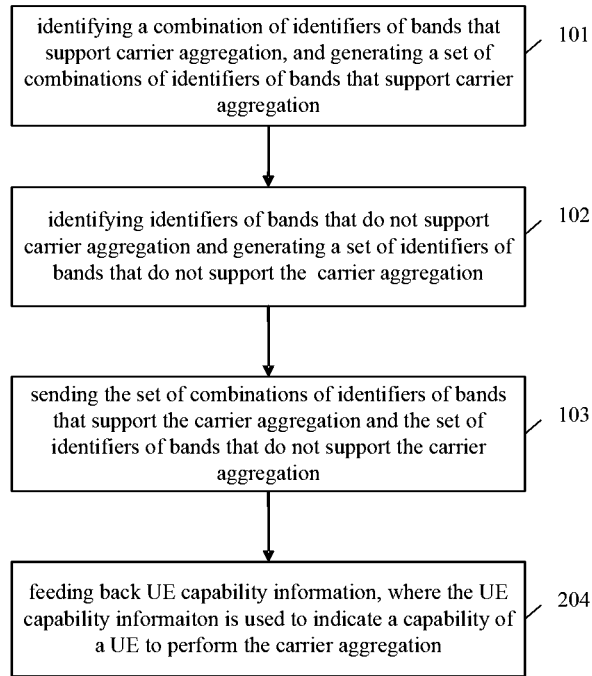 identifying a combination of identifiers of bands that
support carrier aggregation, and generating a set of
combinations of identifiers of bands that support carrier
aggregation
101
identifying identifiers of bands that do not support
carrier aggregation and generating a set of identifiers of
bands that do not support the carrier aggregation
102
sending the set of combinations of identifiers of bands
that support the carrier aggregation and the set of
identifiers of bands that do not support the carrier
aggregation
103
feeding back UE capability information, where the UE
capability informaiton is used to indicate a capability of
a UE to perform the carrier aggregation
204